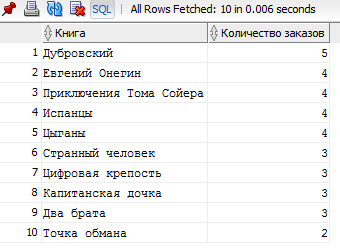 SQL All Rows Fetched: 10 in 0.006 seconds
Книга Количество заказов
1 Дубровский 5
2 Евгений Онегин 4
3 Приключения Тома Сойера 4
4 Испанцы 4
5 Цыганы 4
6 Странный человек 3
7 Цифровая крепость 3
8 Капитанская дочка 3
9 Два брата 3
10 Точка обмана 2